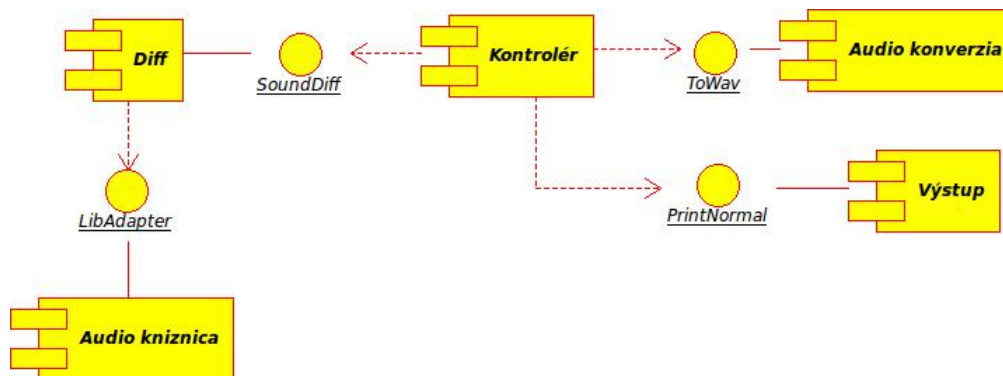 Diff
SoundDiff
Kontrolér
ToWav
Audio konverzia
LibAdapter
PrintNormal
Výstup
Audio kniznica